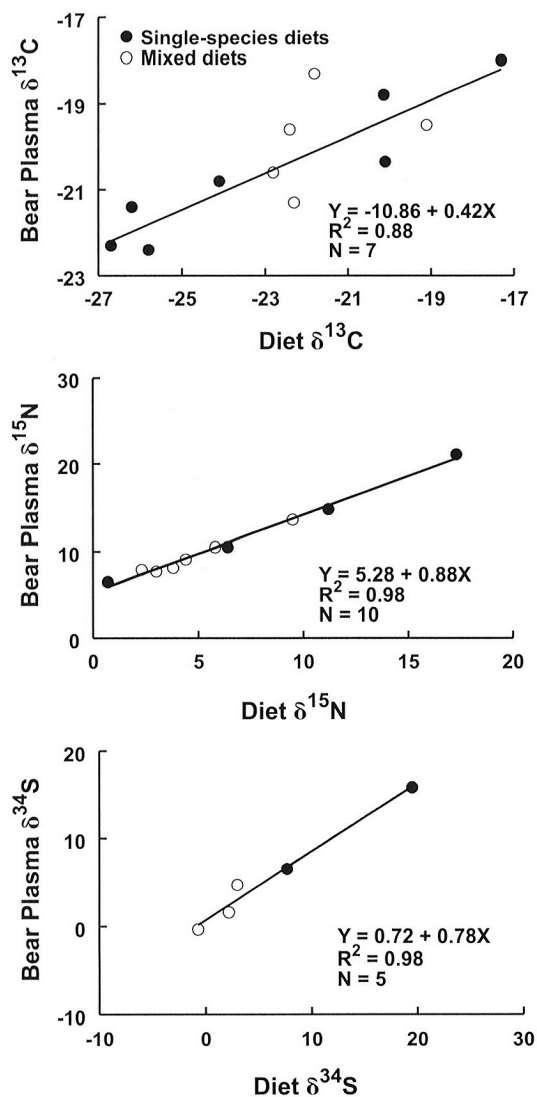 -17
-19
-21
-23
Bear Plasma δ¹³C
Single-species diets
Mixed diets
Y = -10.86 + 0.42X
R² = 0.88
N = 7
-27 -25 -23 -21 -19 -17
Diet δ¹³C
30
20
10
0
Bear Plasma δ¹⁵N
Y = 5.28 + 0.88X
R² = 0.98
N = 10
0 5 10 15 20
Diet δ¹⁵N
20
10
0
-10
Bear Plasma δ³⁴S
Y = 0.72 + 0.78X
R² = 0.98
N = 5
-10 0 10 20 30
Diet δ³⁴S